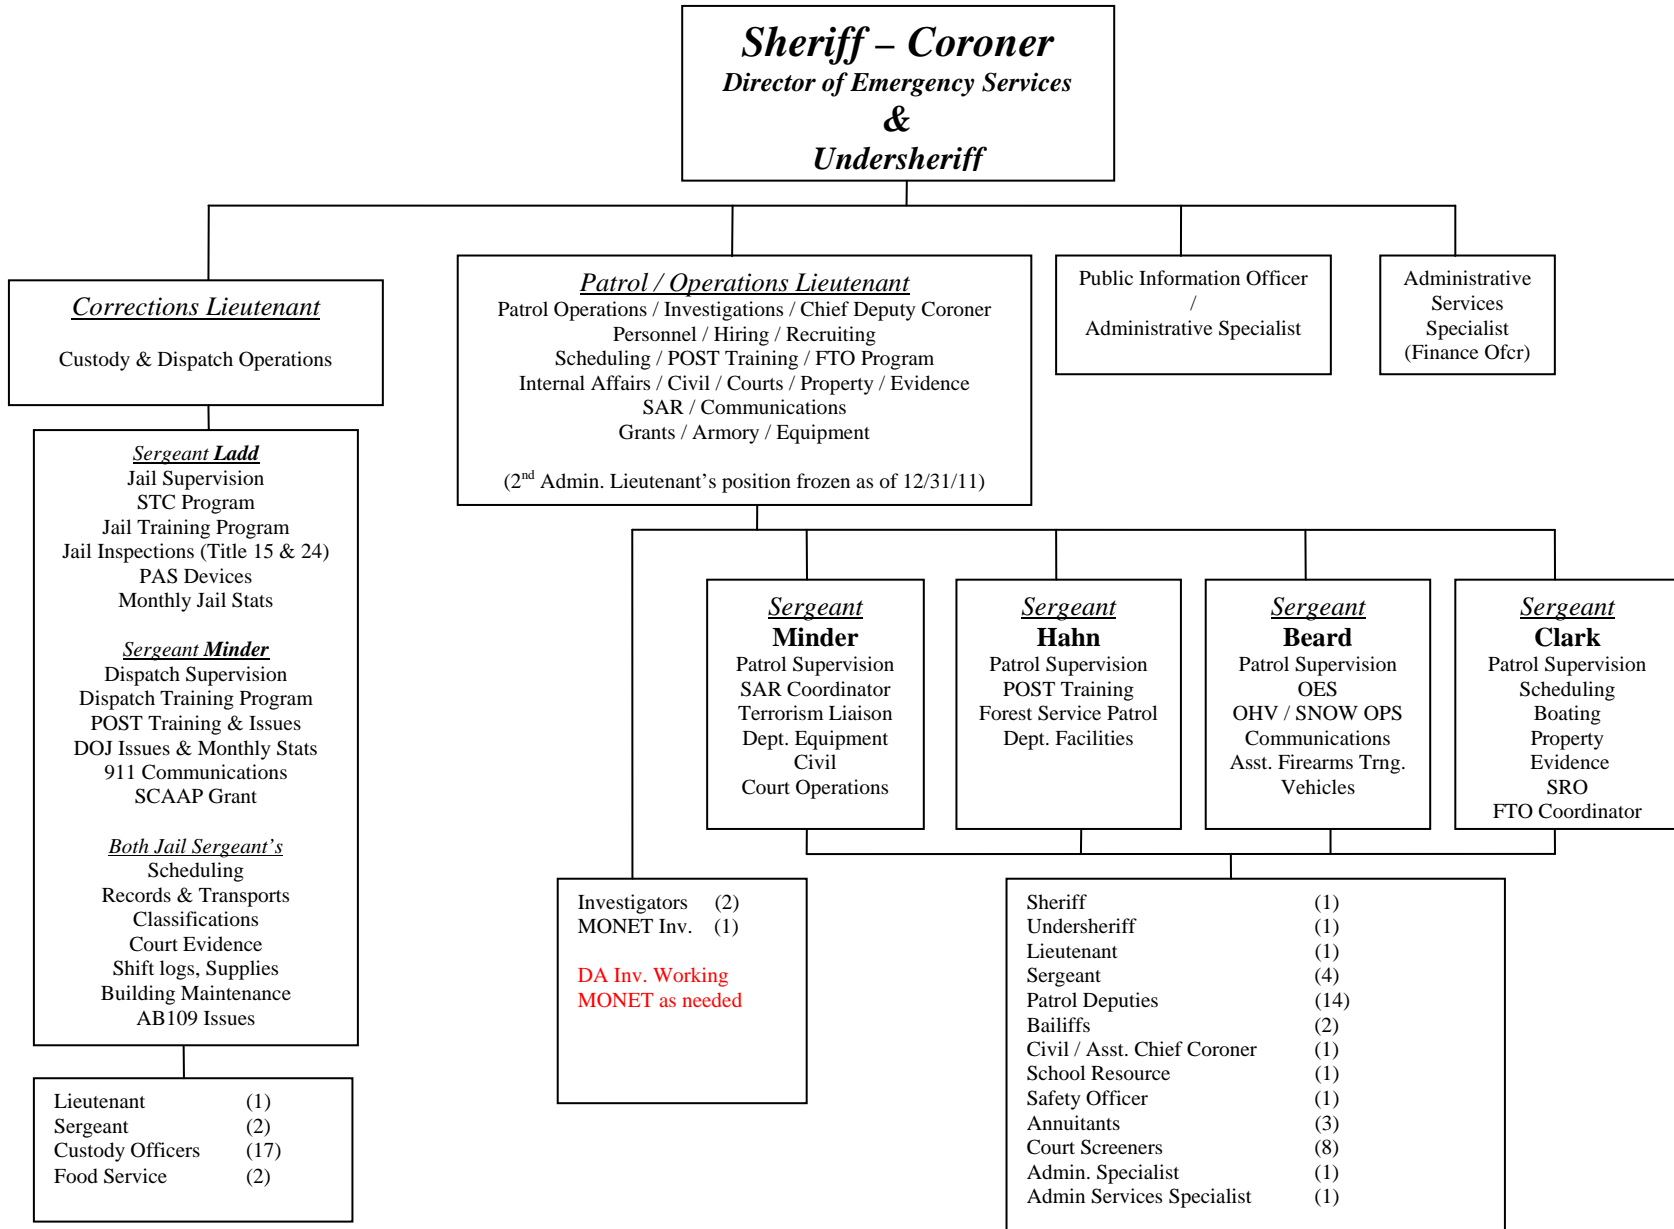 Sheriff – Coroner
Director of Emergency Services
&
Undersheriff
Corrections Lieutenant
Custody & Dispatch Operations
Patrol / Operations Lieutenant
Patrol Operations / Investigations / Chief Deputy Coroner
Personnel / Hiring / Recruiting
Scheduling / POST Training / FTO Program
Internal Affairs / Civil / Courts / Property / Evidence
SAR / Communications
Grants / Armory / Equipment
(2nd Admin. Lieutenant's position frozen as of 12/31/11)
Public Information Officer
/
Administrative Specialist
Administrative
Services
Specialist
(Finance Ofcr)
Sergeant Ladd
Jail Supervision
STC Program
Jail Training Program
Jail Inspections (Title 15 & 24)
PAS Devices
Monthly Jail Stats
Sergeant Minder
Dispatch Supervision
Dispatch Training Program
POST Training & Issues
DOJ Issues & Monthly Stats
911 Communications
SCAAP Grant
Both Jail Sergeant's
Scheduling
Records & Transports
Classifications
Court Evidence
Shift logs, Supplies
Building Maintenance
AB109 Issues
Lieutenant (1)
Sergeant (2)
Custody Officers (17)
Food Service (2)
Sergeant
Minder
Patrol Supervision
SAR Coordinator
Terrorism Liaison
Dept. Equipment
Civil
Court Operations
Sergeant
Hahn
Patrol Supervision
POST Training
Forest Service Patrol
Dept. Facilities
Sergeant
Beard
Patrol Supervision
OES
OHV / SNOW OPS
Communications
Asst. Firearms Trng.
Vehicles
Sergeant
Clark
Patrol Supervision
Scheduling
Boating
Property
Evidence
SRO
FTO Coordinator
Investigators (2)
MONET Inv. (1)
DA Inv. Working
MONET as needed
Sheriff (1)
Undersheriff (1)
Lieutenant (1)
Sergeant (4)
Patrol Deputies (14)
Bailiffs (2)
Civil / Asst. Chief Coroner (1)
School Resource (1)
Safety Officer (1)
Annuitants (3)
Court Screeners (8)
Admin. Specialist (1)
Admin Services Specialist (1)